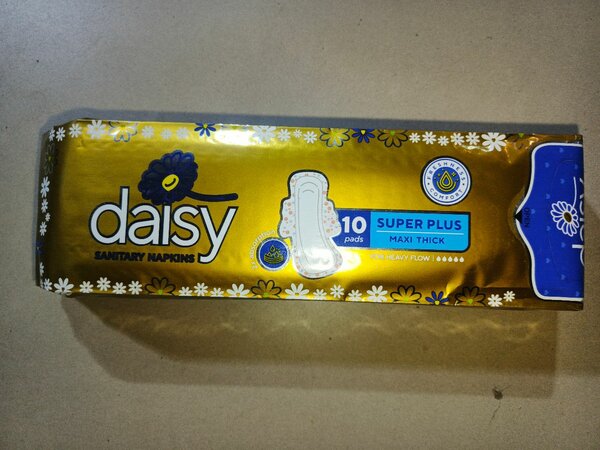 daisy
SANITARY NAPKINS
10
pads
SUPER PLUS
MAXI THICK
HEAVY FLOW
FRESHNESS
COMFORT